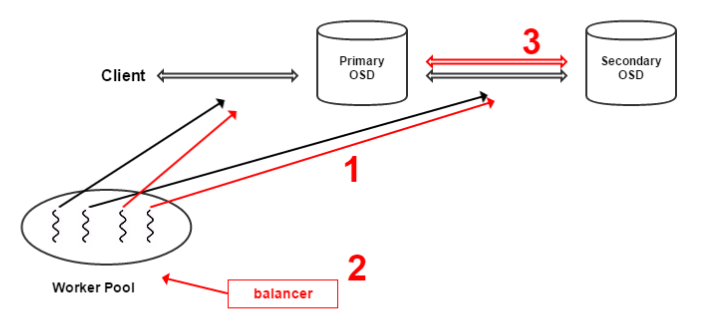 3
Primary
OSD
Secondary
OSD
Client
1
2
Worker Pool
balancer